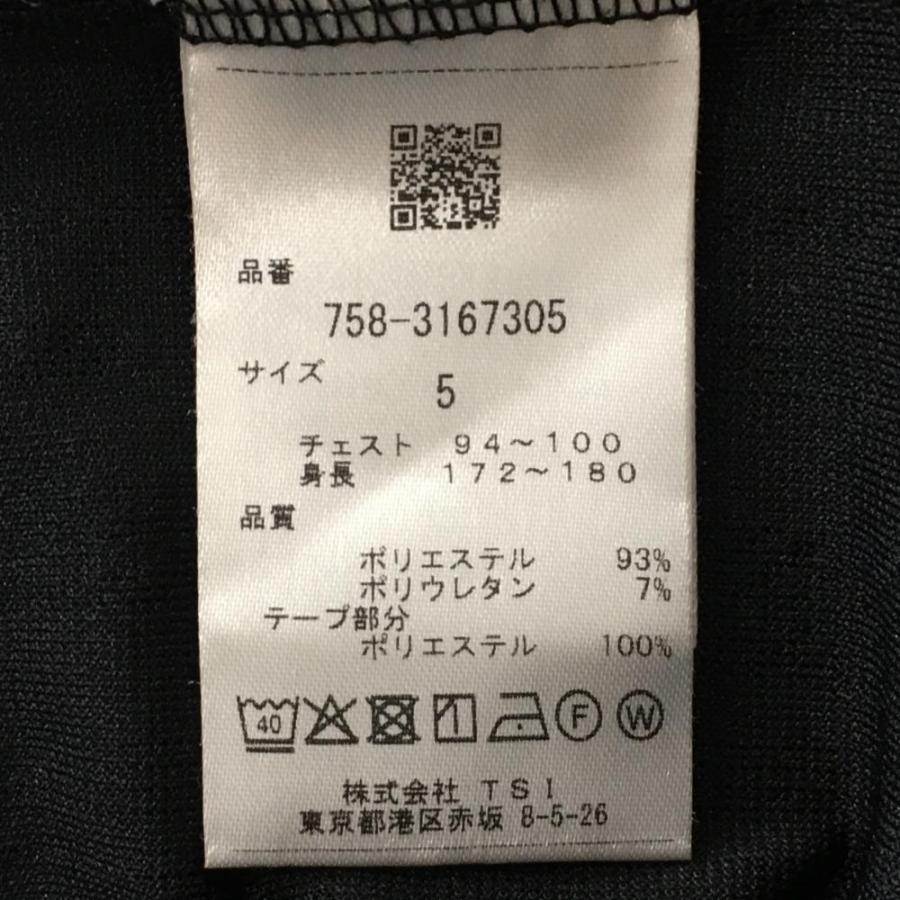 品番
758-3167305
サイズ
5
チェスト 94～100
身長 172～180
品質
ポリエステル 93%
ポリウレタン 7%
テープ部分
ポリエステル 100%
40 F W
株式会社 TSI
東京都港区赤坂 8-5-26